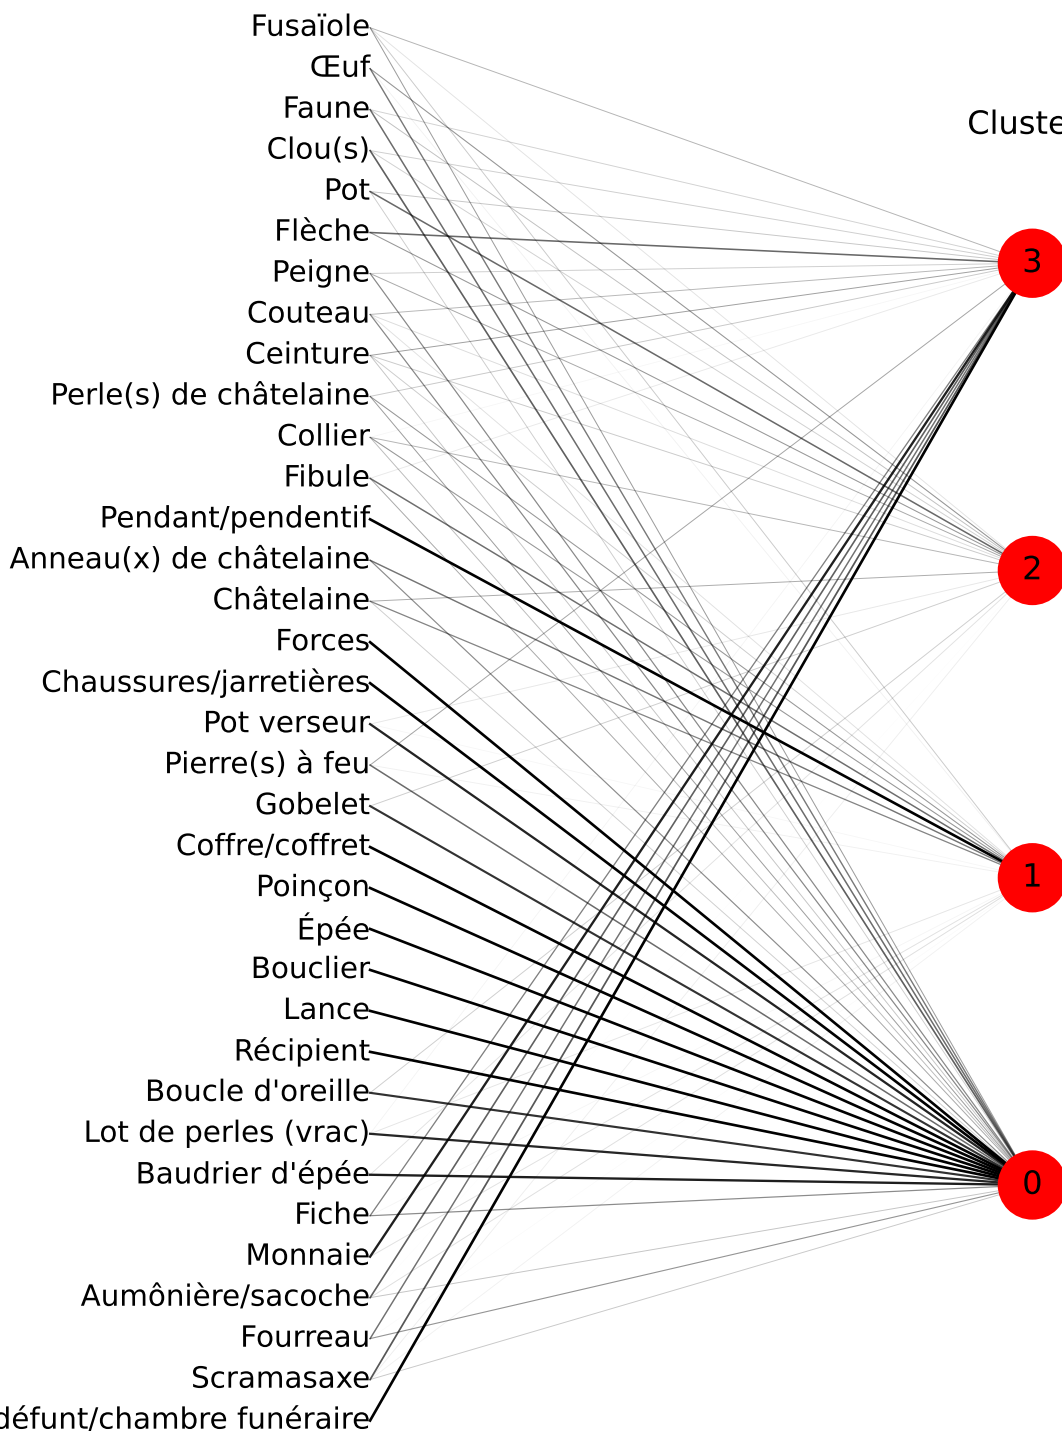 Fusaïole
Œuf
Faune
Cluste
Clou(s)
Pot
Flèche
3
Peigne
Couteau
Ceinture
Perle(s) de châtelaine
Collier
Fibule
Pendant/pendentif
Anneau(x) de châtelaine
2
Châtelaine
Forces
Chaussures/jarretières
Pot verseur
Pierre(s) à feu
Gobelet
Coffre/coffret
1
Poinçon
Épée
Bouclier
Lance
Récipient
Boucle d'oreille
Lot de perles (vrac)
Baudrier d'épée
0
Fiche
Monnaie
Aumônière/sacoche
Fourreau
Scramasaxe
défunt/chambre funéraire